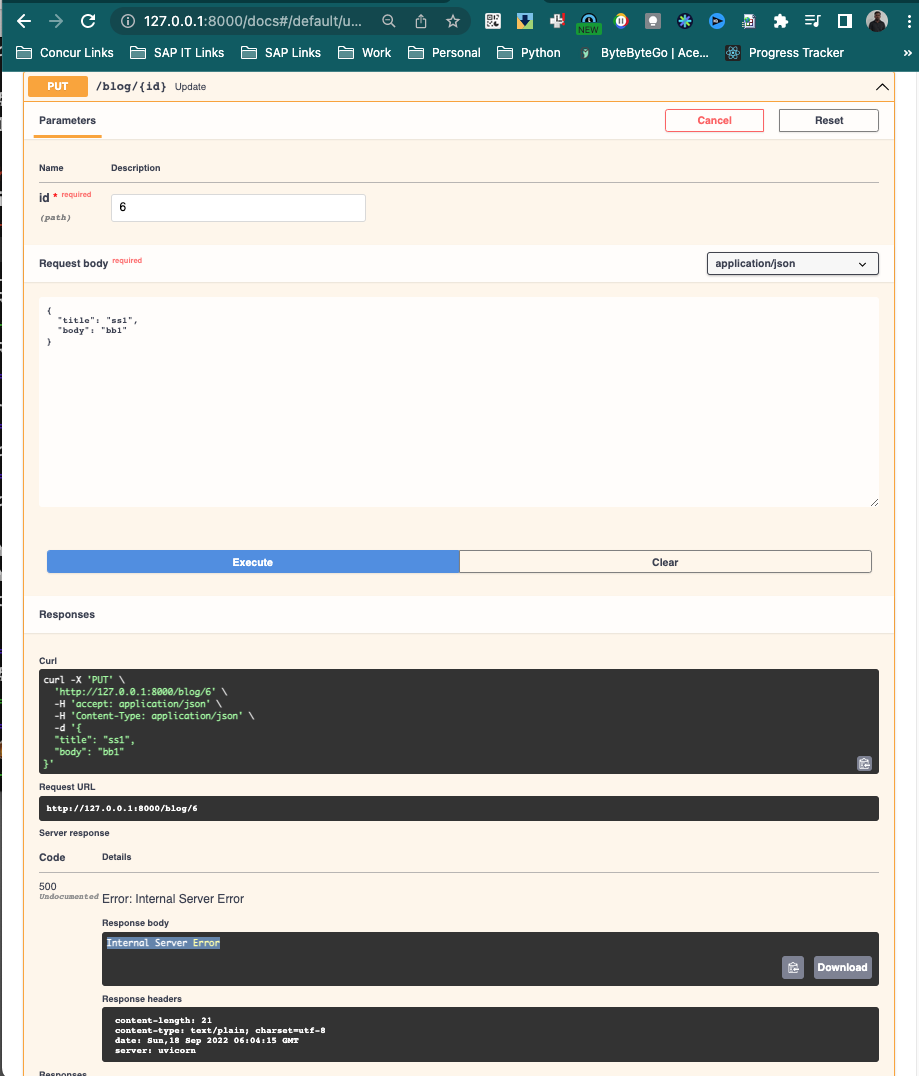 127.0.0.1:8000/docs#/default/u...
NEW
Concur Links
SAP IT Links
SAP Links
Work
Personal
Python
ByteByteGo | Ace...
Progress Tracker
»
PUT /blog/{id} Update
Parameters
Cancel
Reset
Name Description
id * required
(path)
6
Request body required
application/json
{
"title": "ss1",
"body": "bb1"
}
Execute
Clear
Responses
Curl
curl -X 'PUT' \
'http://127.0.0.1:8000/blog/6' \
-H 'accept: application/json' \
-H 'Content-Type: application/json' \
-d '{
"title": "ss1",
"body": "bb1"
}'
Request URL
http://127.0.0.1:8000/blog/6
Server response
Code Details
500
Undocumented
Error: Internal Server Error
Response body
Internal Server Error
Download
Response headers
content-length: 21
content-type: text/plain; charset=utf-8
date: Sun,18 Sep 2022 06:04:15 GMT
server: uvicorn
Responses